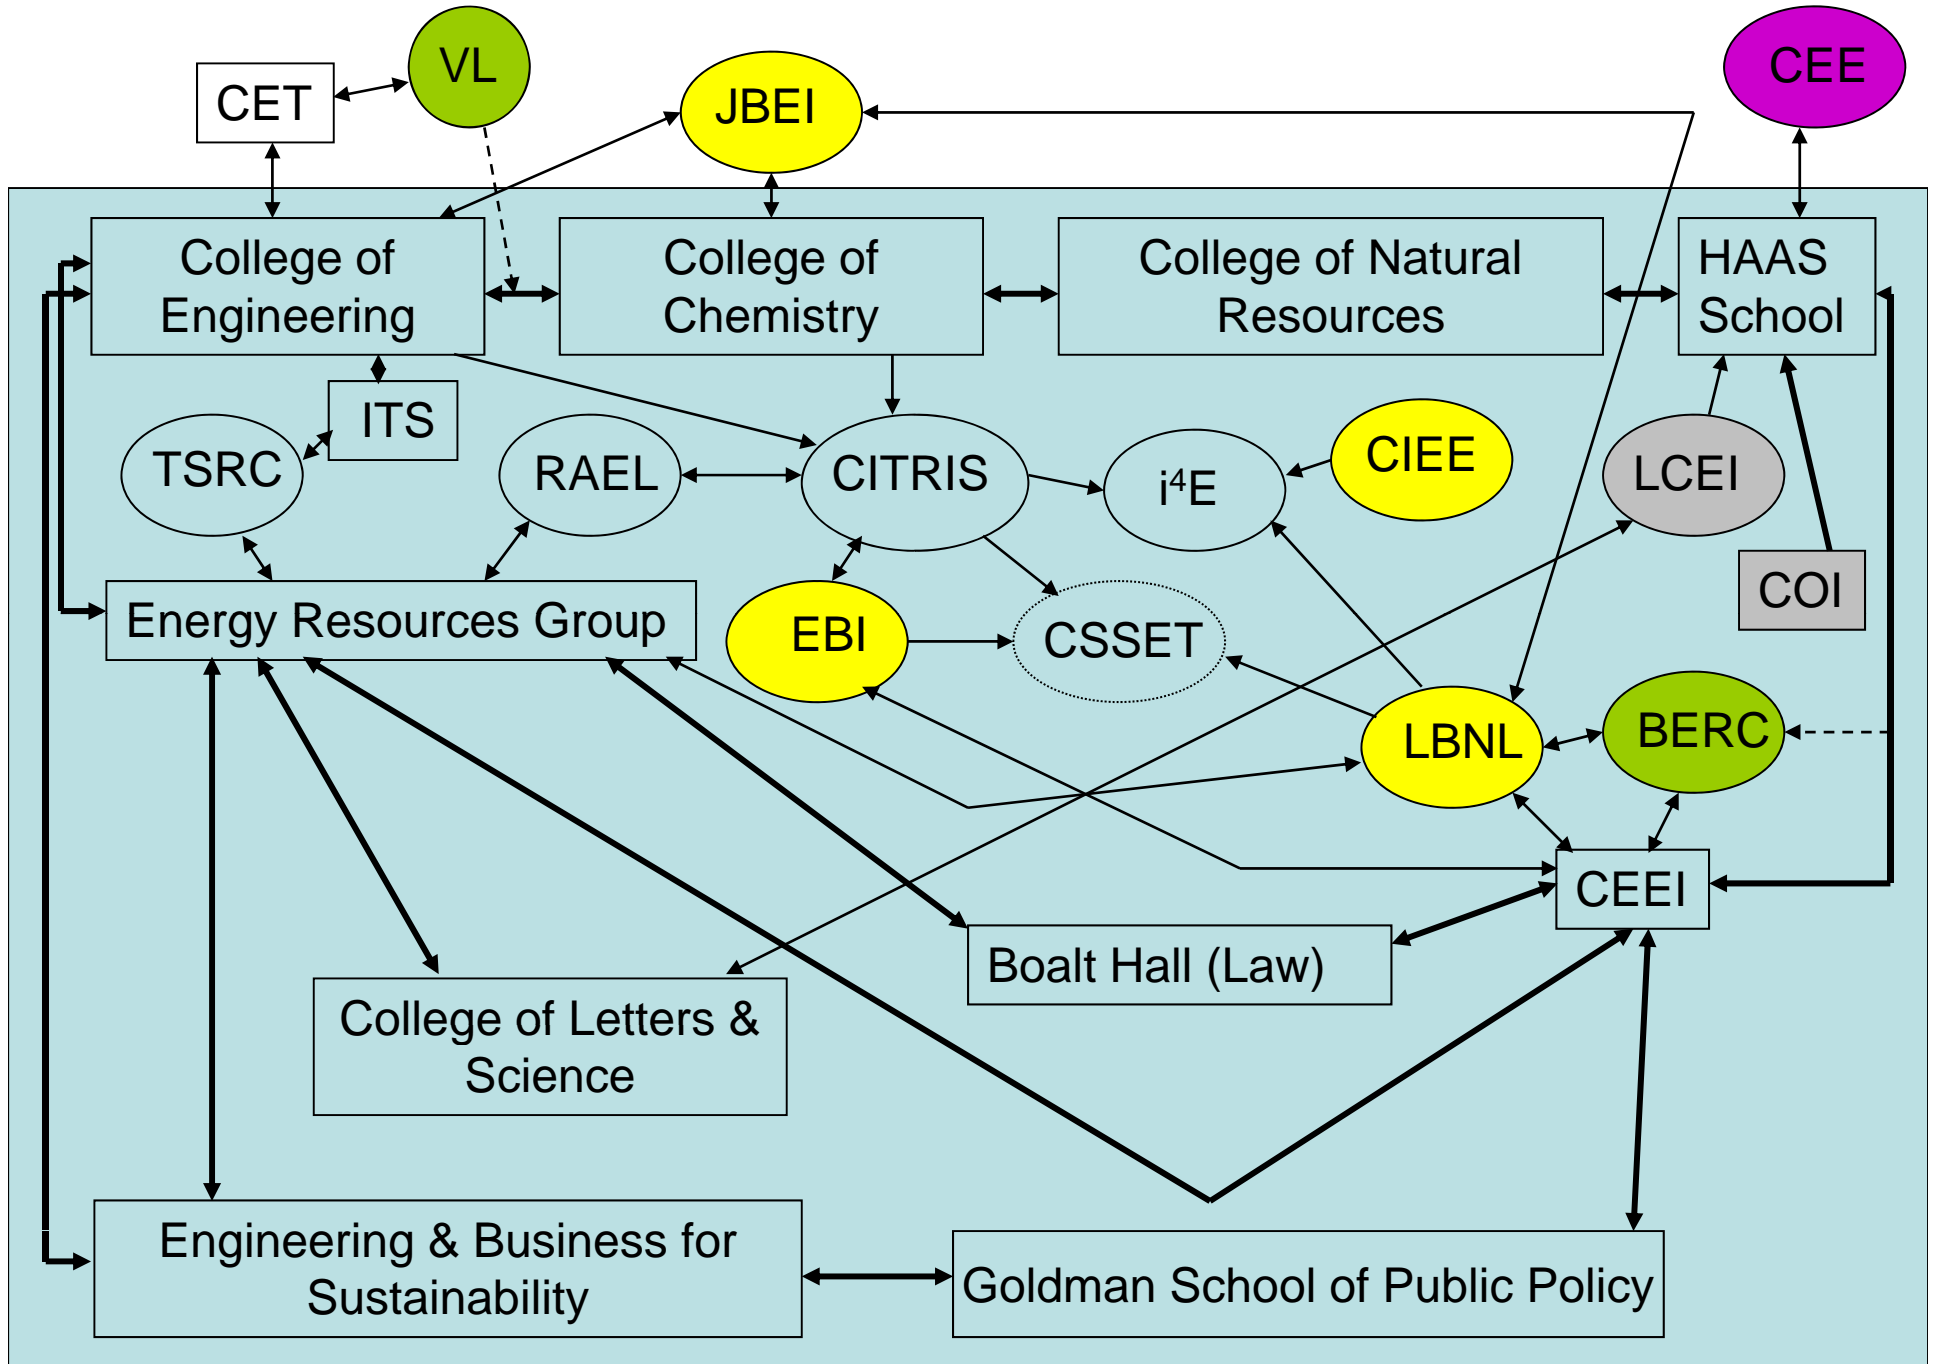 VL
CEE
CET
JBEI
College of
Engineering
College of
Chemistry
College of Natural
Resources
HAAS
School
ITS
TSRC
RAEL
CITRIS
i⁴E
CIEE
LCEI
COI
Energy Resources Group
EBI
CSSET
LBNL
BERC
CEEI
Boalt Hall (Law)
College of Letters &
Science
Engineering & Business for
Sustainability
Goldman School of Public Policy